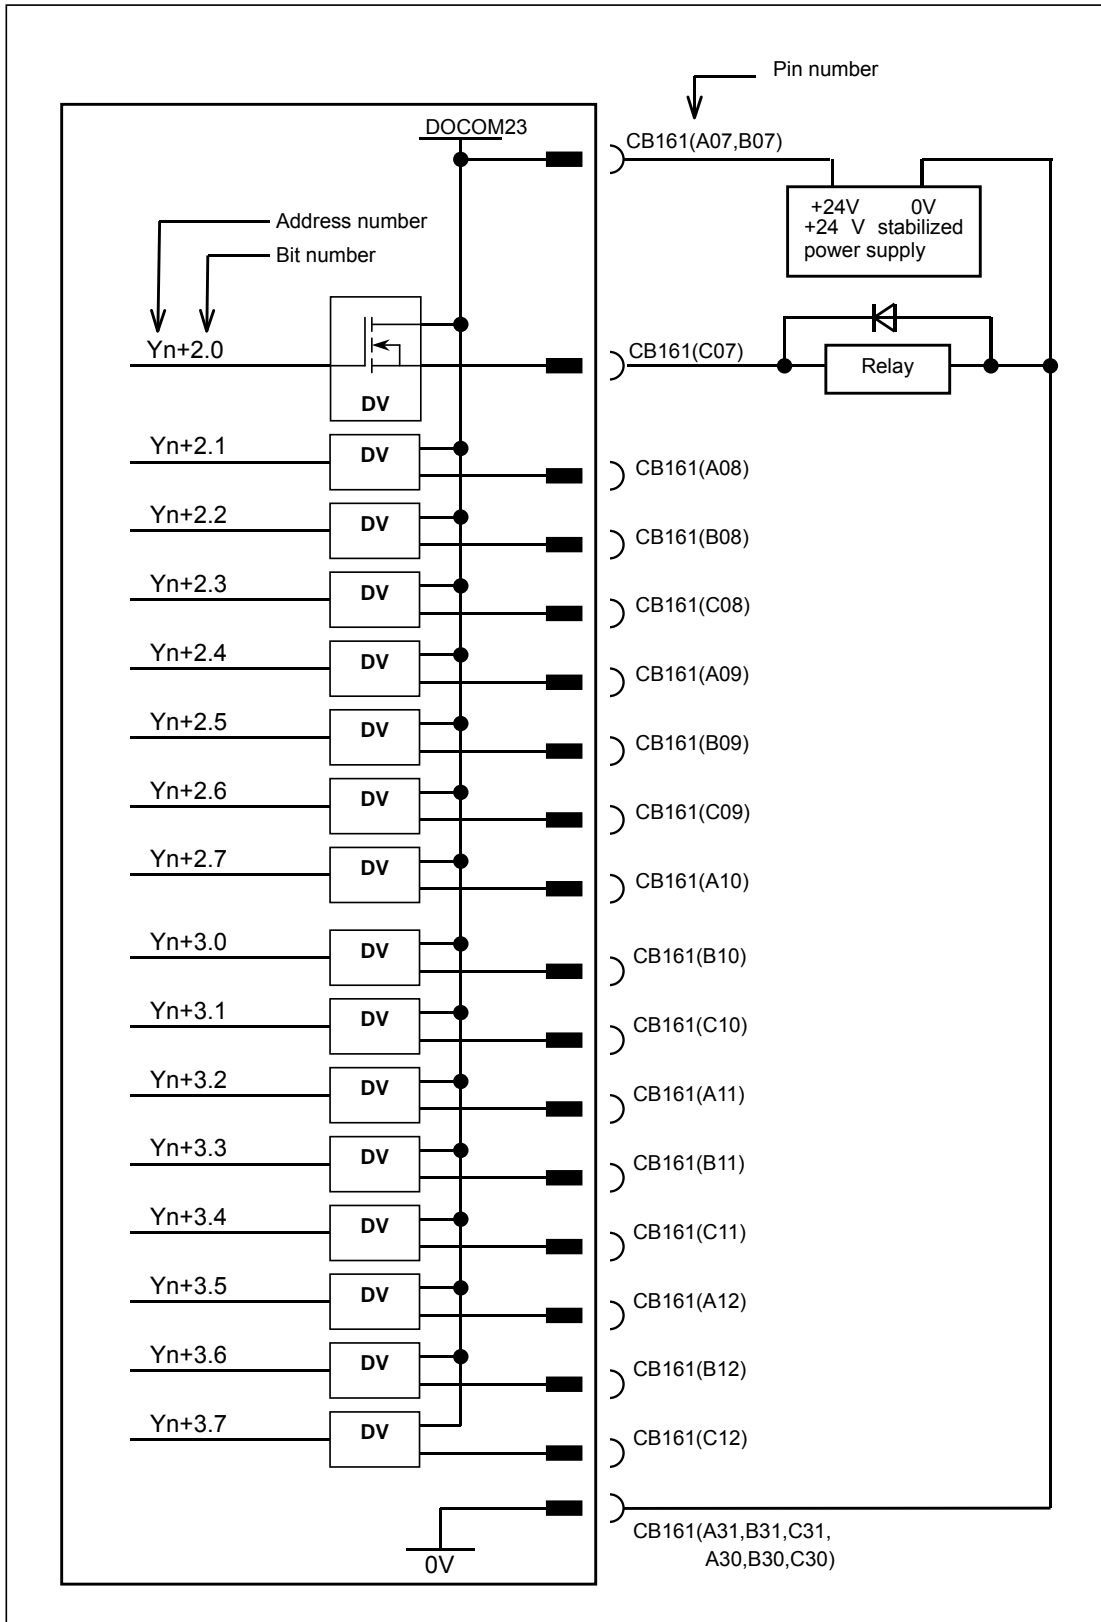 Pin number
DOCOM23
CB161(A07,B07)
+24V 0V
+24 V stabilized
power supply
Address number
Bit number
Yn+2.0
DV
CB161(C07)
Relay
Yn+2.1
DV
CB161(A08)
Yn+2.2
DV
CB161(B08)
Yn+2.3
DV
CB161(C08)
Yn+2.4
DV
CB161(A09)
Yn+2.5
DV
CB161(B09)
Yn+2.6
DV
CB161(C09)
Yn+2.7
DV
CB161(A10)
Yn+3.0
DV
CB161(B10)
Yn+3.1
DV
CB161(C10)
Yn+3.2
DV
CB161(A11)
Yn+3.3
DV
CB161(B11)
Yn+3.4
DV
CB161(C11)
Yn+3.5
DV
CB161(A12)
Yn+3.6
DV
CB161(B12)
Yn+3.7
DV
CB161(C12)
CB161(A31,B31,C31,
A30,B30,C30)
0V